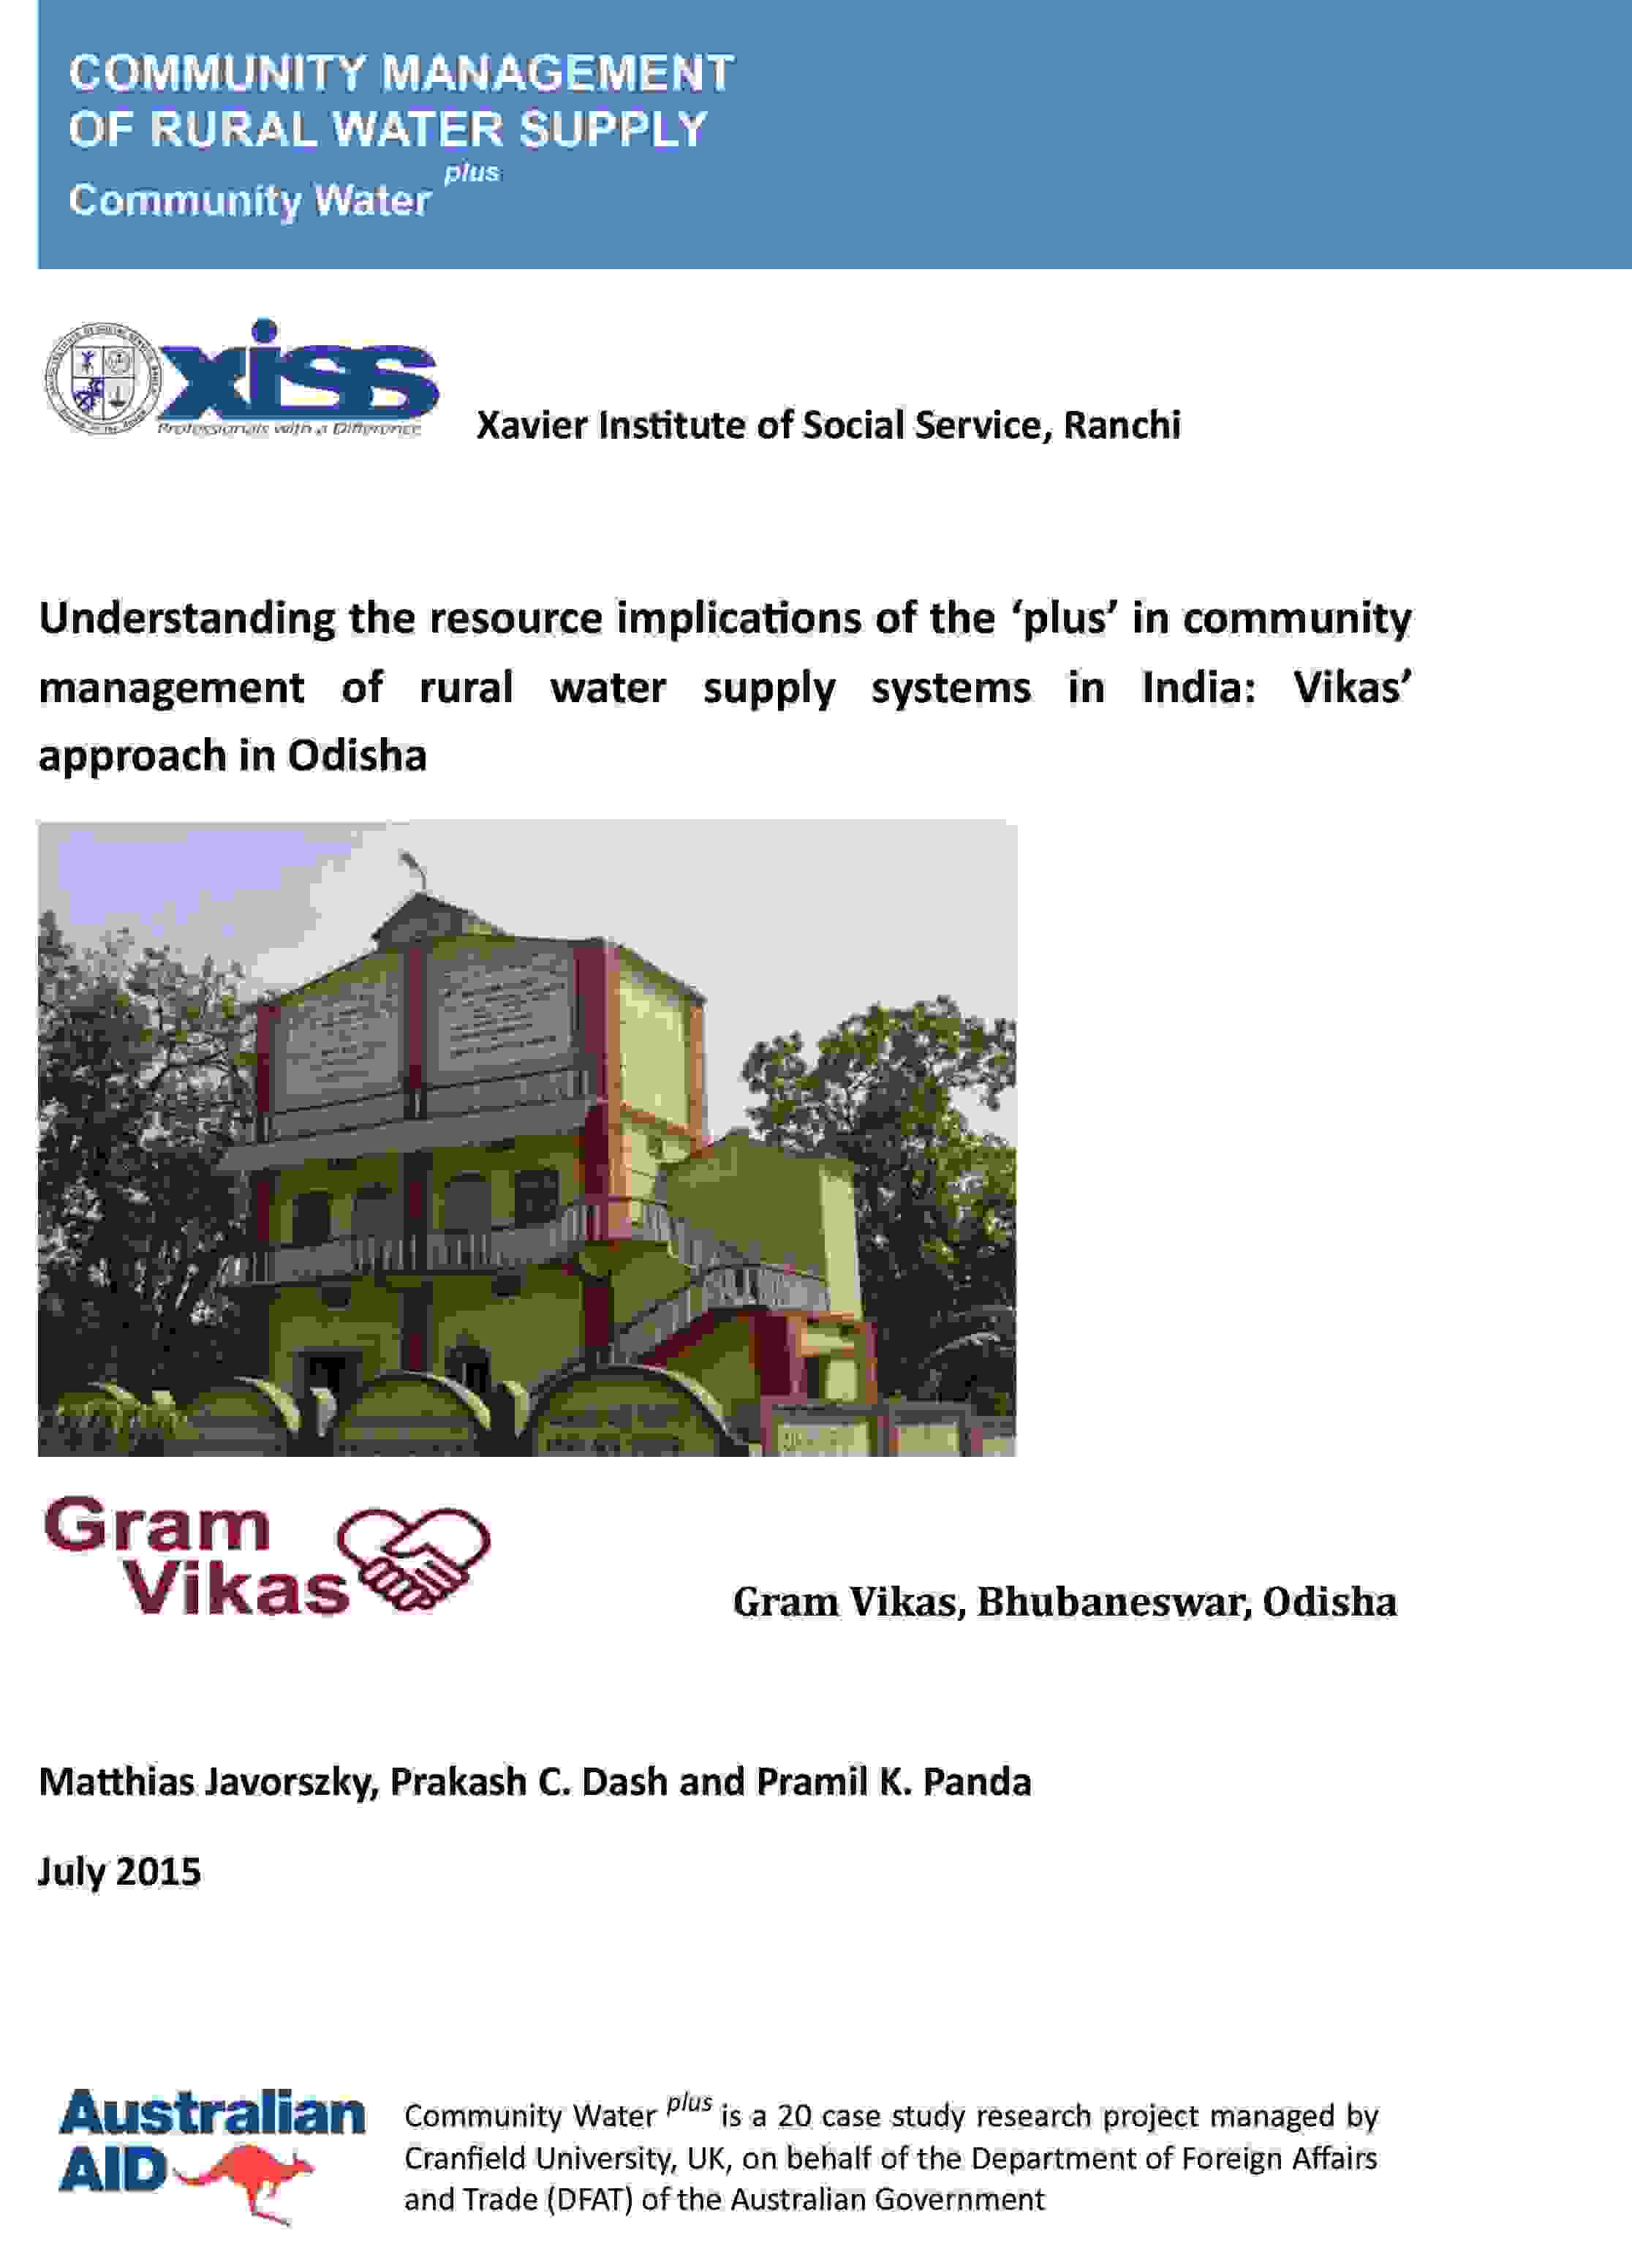 COMMUNITY MANAGEMENT
OF RURAL WATER SUPPLY
Community Water plus
xiss
Professionals with a Difference
Xavier Institute of Social Service, Ranchi
Understanding the resource implications of the ‘plus’ in community
management of rural water supply systems in India: Vikas’
approach in Odisha
Gram
Vikas
Gram Vikas, Bhubaneswar, Odisha
Matthias Javorszky, Prakash C. Dash and Pramil K. Panda
July 2015
Australian
AID
Community Water plus is a 20 case study research project managed by
Cranfield University, UK, on behalf of the Department of Foreign Affairs
and Trade (DFAT) of the Australian Government